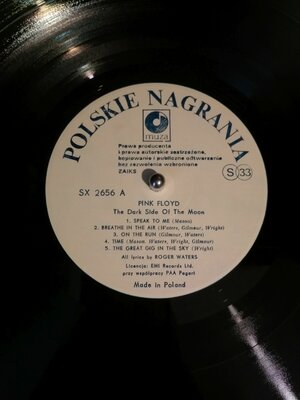 POLSKIE NAGRANIA
muza
Prawa producenta
i prawa autorskie zastrzeżone,
kopiowanie i publiczne odtwarzanie
bez zezwolenia wzbronione
ZAIKS
S 33
SX 2656 A
PINK FLOYD
The Dark Side Of The Moon
1. SPEAK TO ME (Mason)
2. BREATHE IN THE AIR (Waters, Gilmour, Wright)
3. ON THE RUN (Gilmour, Waters)
4. TIME (Mason, Waters, Wright, Gilmour)
5. THE GREAT GIG IN THE SKY (Wright)
All lyrics by ROGER WATERS
Licencja: EMI Records Ltd.
przy współpracy PAA Pagart
Made in Poland